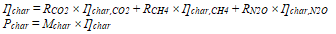 η_char = R_CO2 × η_char,CO2 + R_CH4 × η_char,CH4 + R_N2O × η_char,N2O
P_char = M_char × η_char